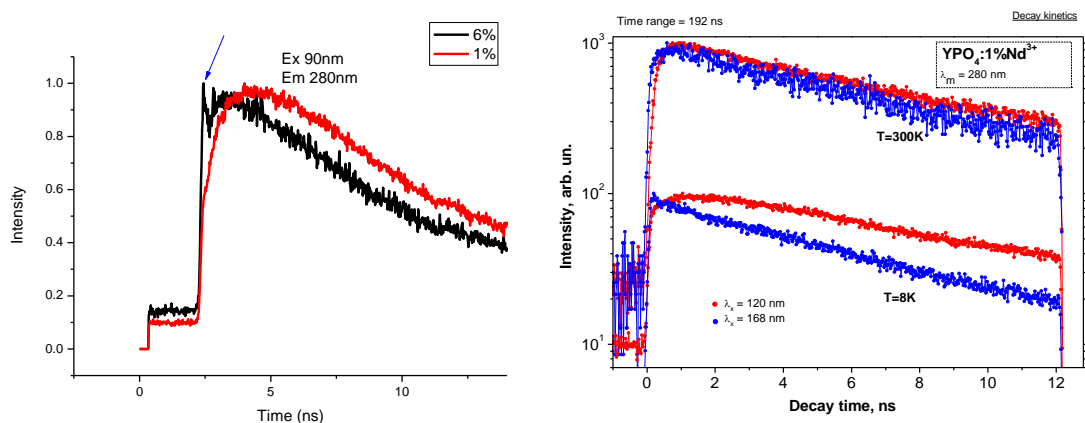 6%
1%
Ex 90nm
Em 280nm
1.0
0.8
0.6
0.4
0.2
0.0
Intensity
0
5
10
Time (ns)
Time range = 192 ns
Decay kinetics
YPO₄:1%Nd³⁺
λm = 280 nm
10³
10²
10¹
Intensity, arb. un.
T=300K
T=8K
λx = 120 nm
λx = 168 nm
0 2 4 6 8 10 12
Decay time, ns